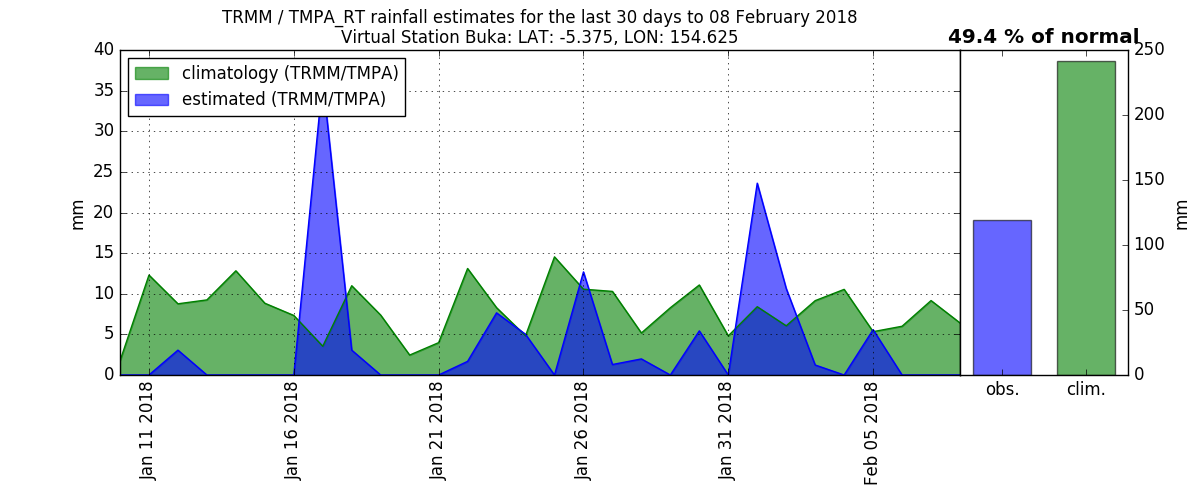 TRMM / TMPA_RT rainfall estimates for the last 30 days to 08 February 2018
Virtual Station Buka: LAT: -5.375, LON: 154.625
49.4 % of normal
climatology (TRMM/TMPA)
estimated (TRMM/TMPA)
40
35
30
25
20
15
10
5
0
mm
Jan 11 2018
Jan 16 2018
Jan 21 2018
Jan 26 2018
Jan 31 2018
Feb 05 2018
obs.
clim.
250
200
150
100
50
0
mm